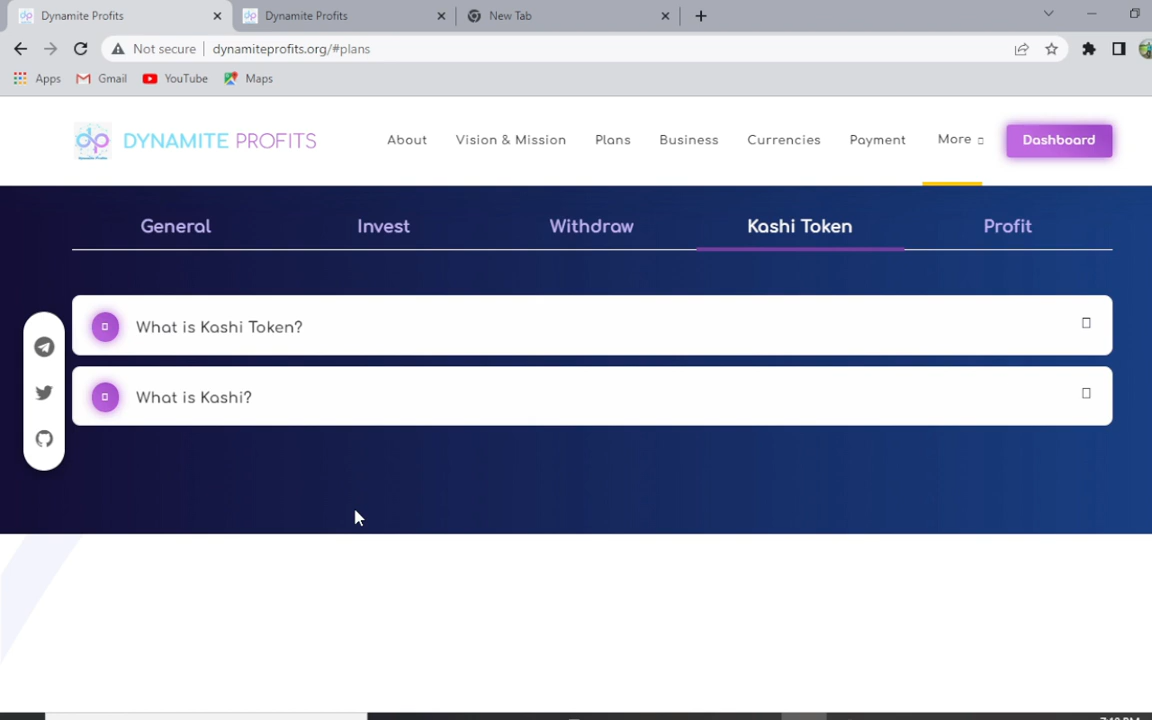 Dynamite Profits
Dynamite Profits
New Tab
Not secure
dynamiteprofits.org/#plans
Apps
Gmail
YouTube
Maps
dp
DYNAMITE PROFITS
About
Vision & Mission
Plans
Business
Currencies
Payment
More
Dashboard
General
Invest
Withdraw
Kashi Token
Profit
What is Kashi Token?
What is Kashi?